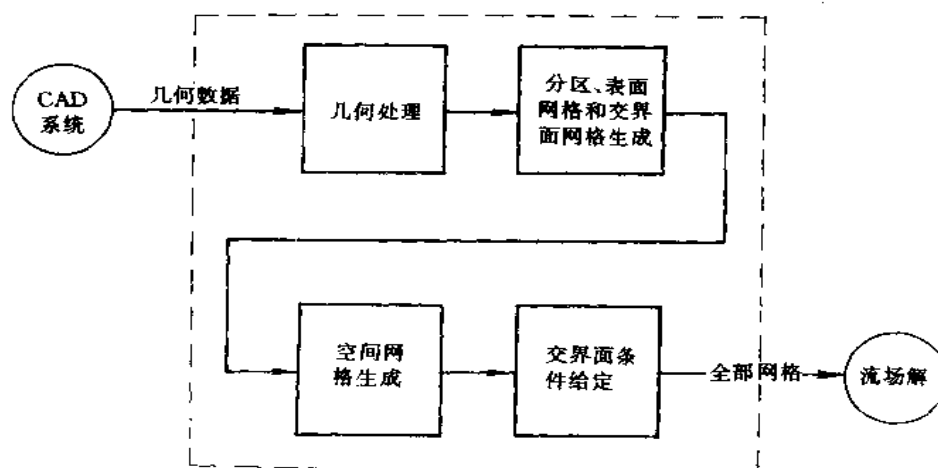 CAD
系统
几何数据
几何处理
分区、表面
网格和交界
面网格生成
空间网
格生成
交界面条
件给定
全部网格
流场解